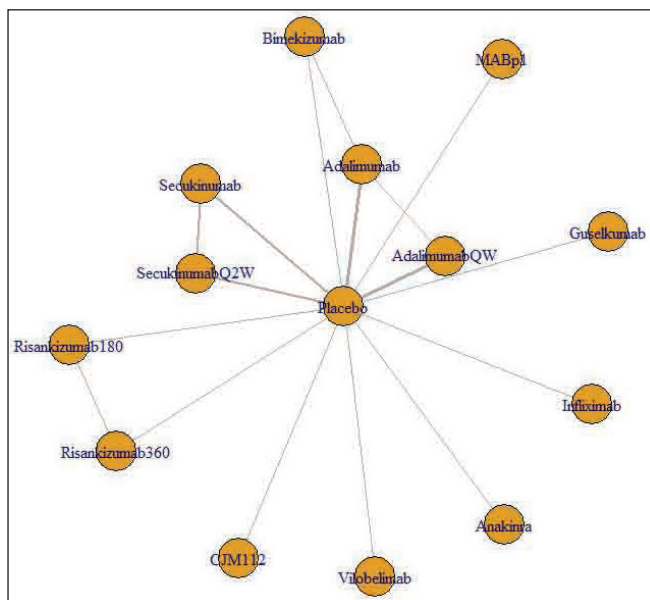 Bimekizumab
MABp1
Adalimumab
Secukinumab
Guselkumab
AdalimumabQW
SecukinumabQ2W
Placebo
Risankizumab180
Infliximab
Risankizumab360
Anakinra
CJM112
Vilobelimab